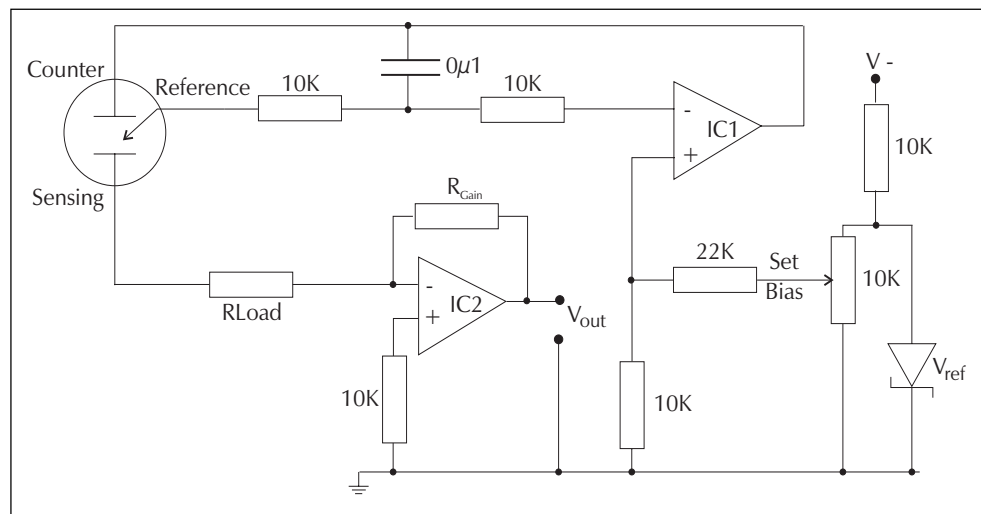 Counter
Reference
10K
0µ1
10K
IC1
-
+
V -
10K
Sensing
R_Gain
22K
Set
Bias
10K
RLoad
-
+
IC2
V_out
10K
10K
V_ref